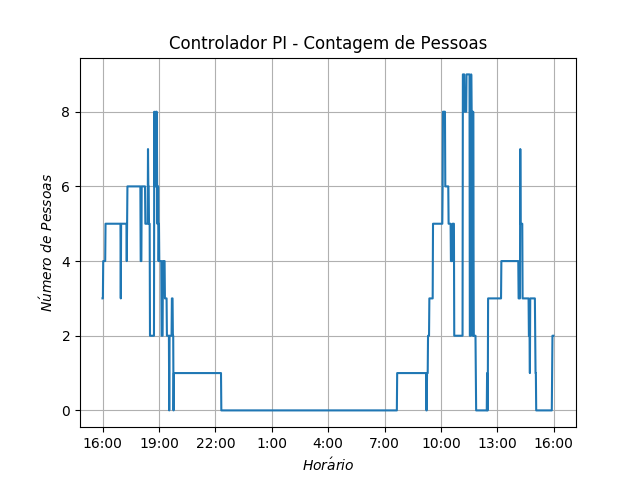 Controlador PI - Contagem de Pessoas
Número de Pessoas
8
6
4
2
0
16:00 19:00 22:00 1:00 4:00 7:00 10:00 13:00 16:00
Horário